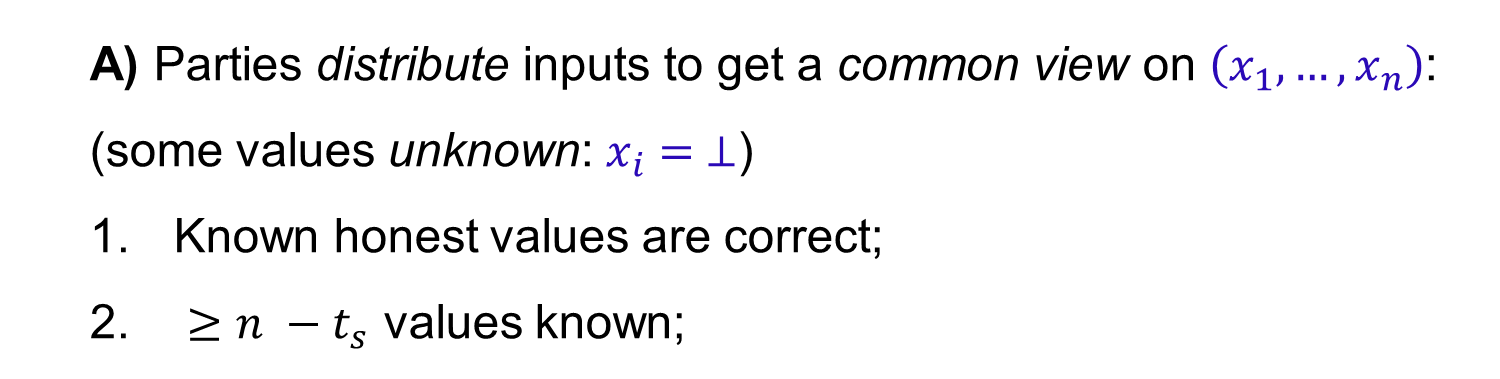 A) Parties distribute inputs to get a common view on (x₁, …, xₙ):
(some values unknown: xᵢ = ⊥)
1. Known honest values are correct;
2. ≥ n − tₛ values known;